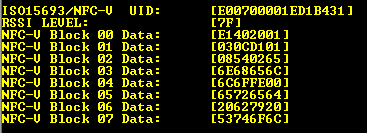 ISO15693/NFC-V UID: [E00700001ED1B431]
RSSI LEVEL: [7F]
NFC-V Block 00 Data: [E1402001]
NFC-V Block 01 Data: [030CD101]
NFC-V Block 02 Data: [08540265]
NFC-V Block 03 Data: [6E68656C]
NFC-V Block 04 Data: [6C6FFE00]
NFC-V Block 05 Data: [65726564]
NFC-V Block 06 Data: [20627920]
NFC-V Block 07 Data: [53746F6C]